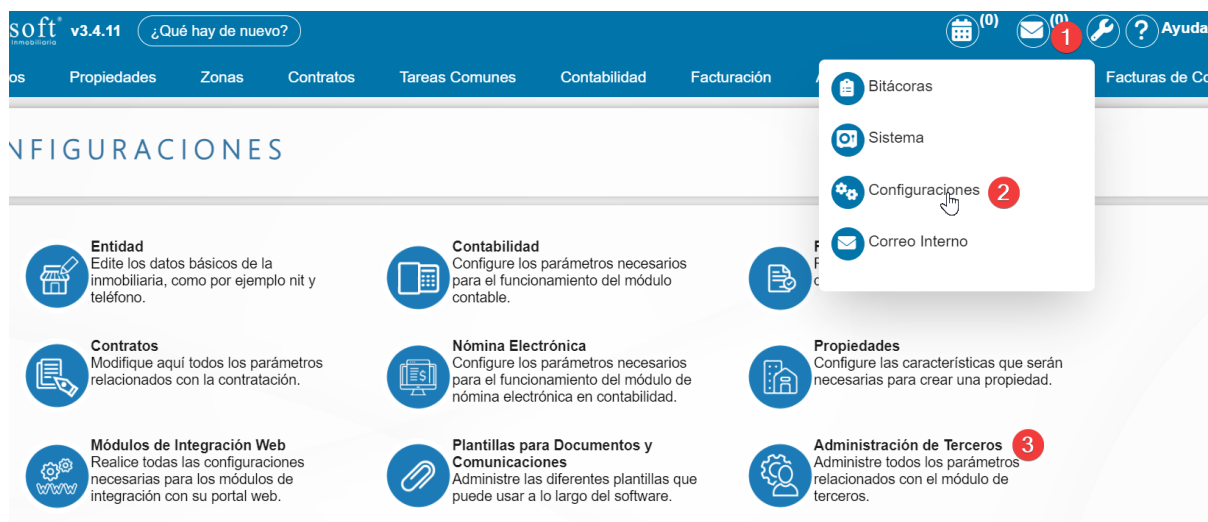 soft v3.4.11 ¿Qué hay de nuevo? (0) (0) 1 ? Ayuda
inmobiliario
os Propiedades Zonas Contratos Tareas Comunes Contabilidad Facturación Facturas de Co
Bitácoras
Sistema
Configuraciones 2
Correo Interno
NFIGURACIONES
Entidad
Edite los datos básicos de la
inmobiliaria, como por ejemplo nit y
teléfono.
Contabilidad
Configure los parámetros necesarios
para el funcionamiento del módulo
contable.
Contratos
Modifique aquí todos los parámetros
relacionados con la contratación.
Nómina Electrónica
Configure los parámetros necesarios
para el funcionamiento del módulo de
nómina electrónica en contabilidad.
Propiedades
Configure las características que serán
necesarias para crear una propiedad.
Módulos de Integración Web
Realice todas las configuraciones
necesarias para los módulos de
integración con su portal web.
www
Plantillas para Documentos y
Comunicaciones
Administre las diferentes plantillas que
puede usar a lo largo del software.
Administración de Terceros 3
Administre todos los parámetros
relacionados con el módulo de
terceros.